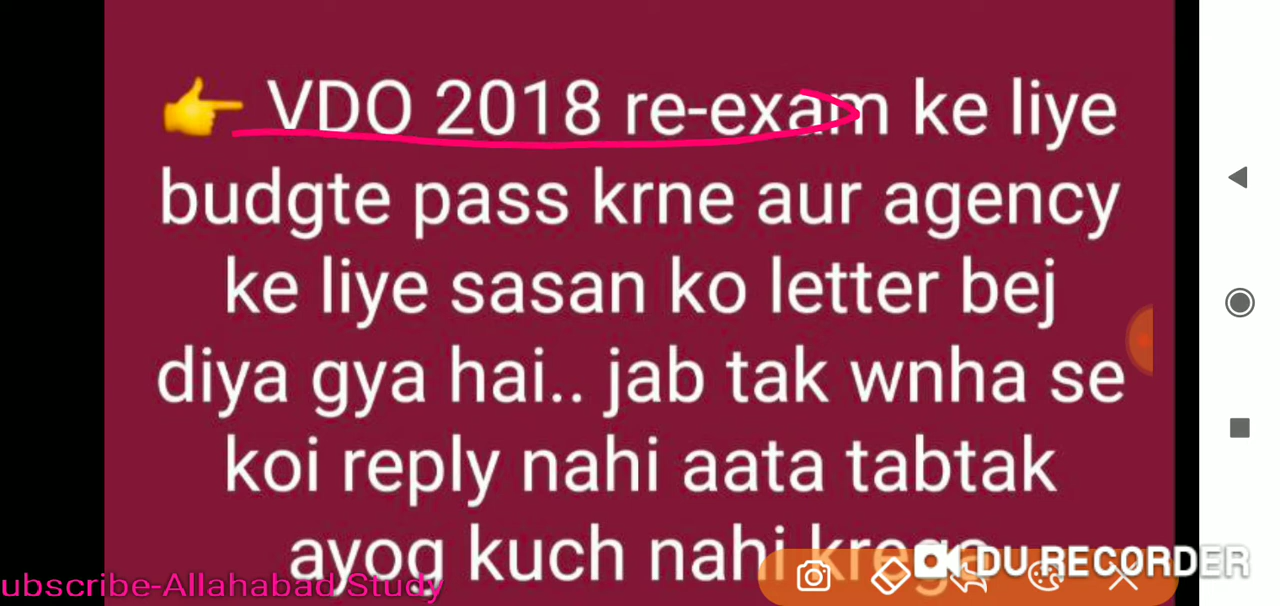 👉 VDO 2018 re-exam ke liye
budgte pass krne aur agency
ke liye sasan ko letter bej
diya gya hai.. jab tak wnha se
koi reply nahi aata tabtak
ayog kuch nahi krega
ubscribe-Allahabad Study
DU RECORDER